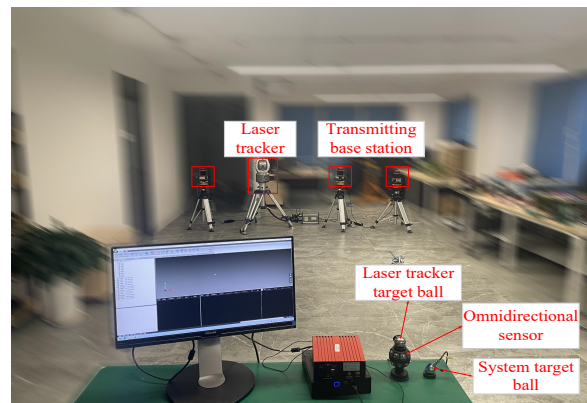 Laser
tracker
Transmitting
base station
Laser tracker
target ball
Omnidirectional
sensor
System target
ball